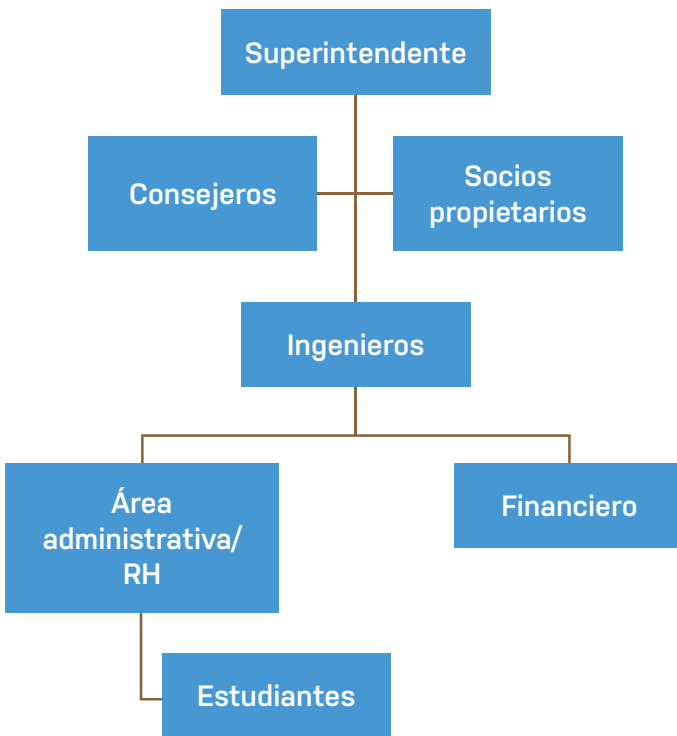 Superintendente
Consejeros
Socios
propietarios
Ingenieros
Área
administrativa/
RH
Financiero
Estudiantes